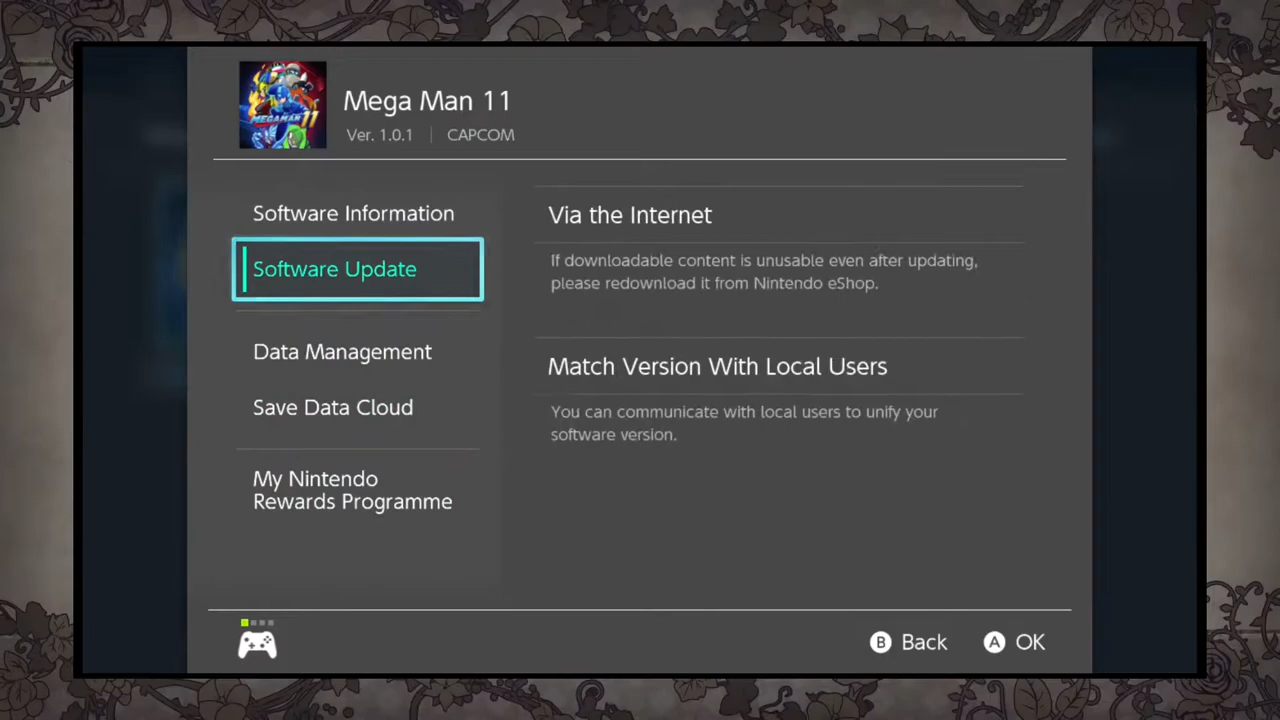 MEGAMAN 11
Mega Man 11
Ver. 1.0.1 | CAPCOM
Software Information
Software Update
Data Management
Save Data Cloud
My Nintendo
Rewards Programme
Via the Internet
If downloadable content is unusable even after updating,
please redownload it from Nintendo eShop.
Match Version With Local Users
You can communicate with local users to unify your
software version.
B Back
A OK